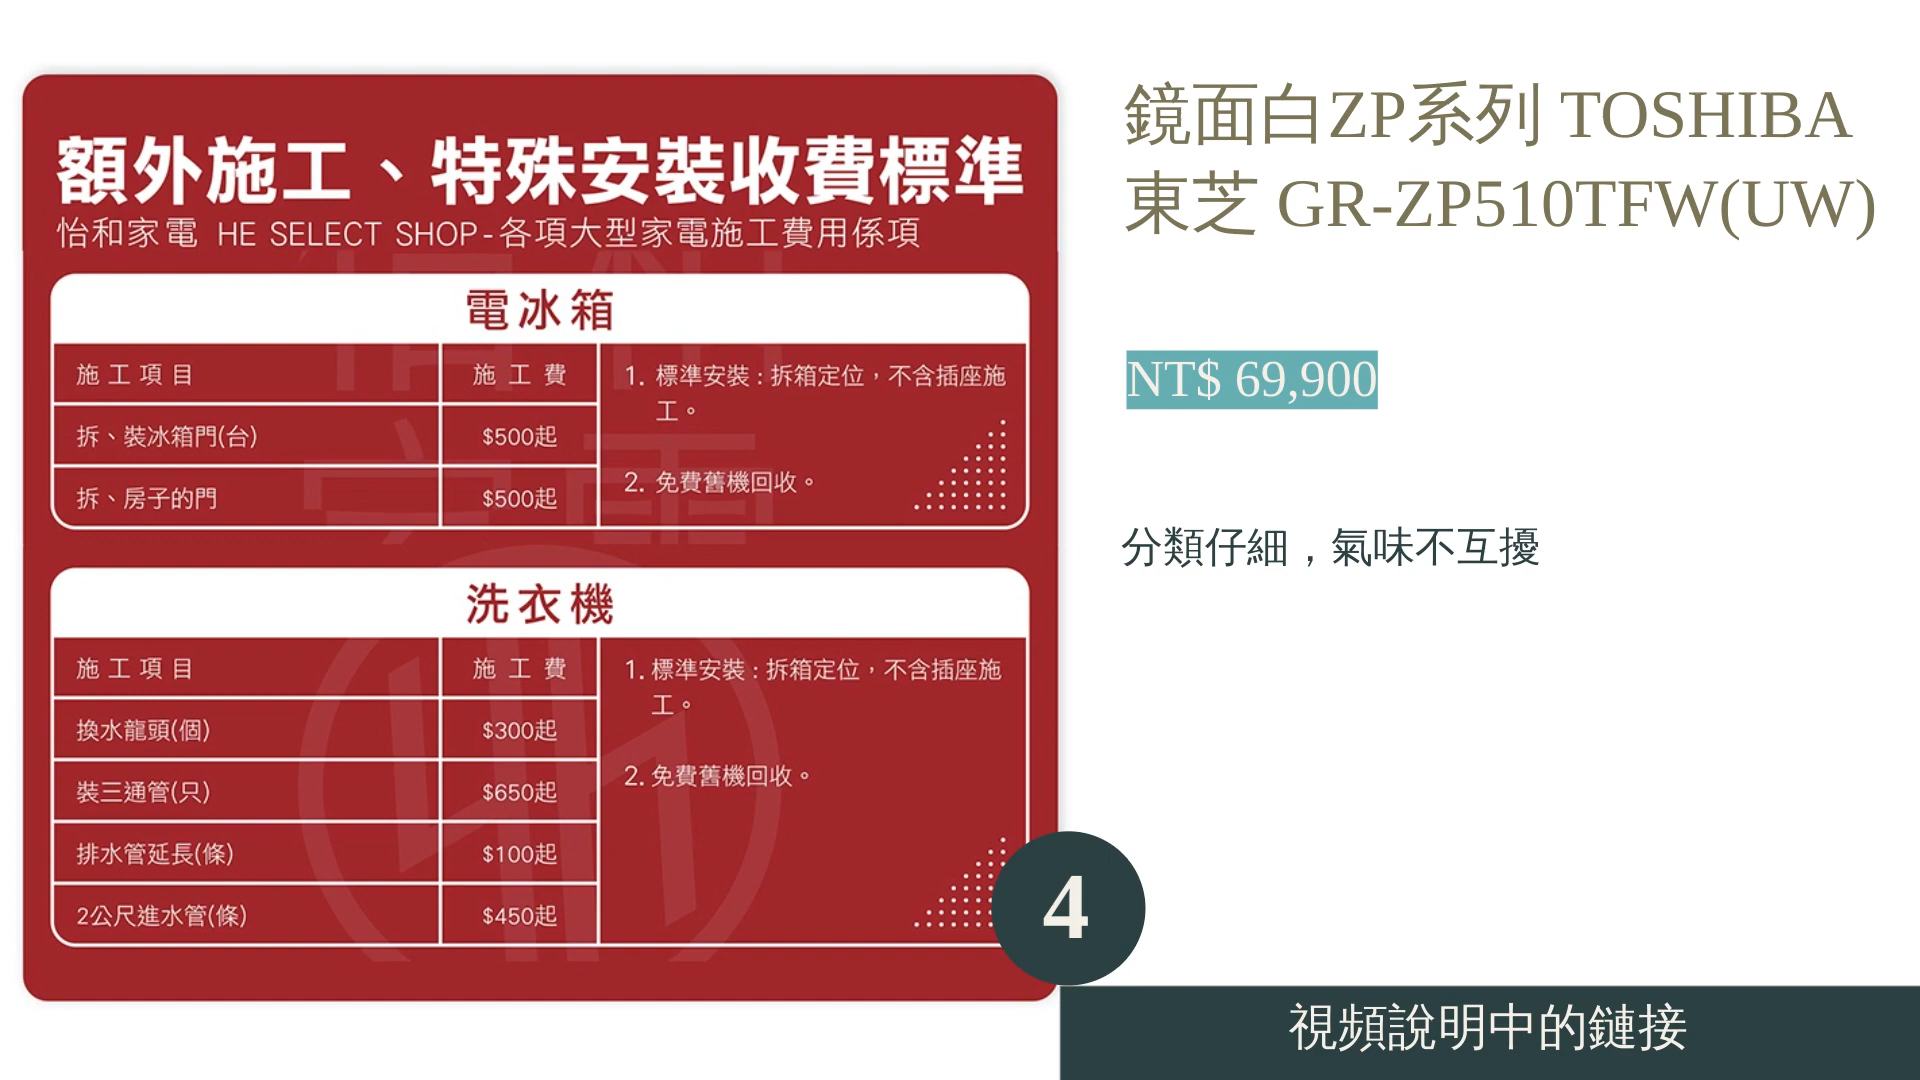 額外施工、特殊安裝收費標準
怡和家電 HE SELECT SHOP-各項大型家電施工費用係項
電冰箱
施工項目 施工費
拆、裝冰箱門(台) $500起
拆、房子的門 $500起
1. 標準安裝:拆箱定位，不含插座施
工。
2. 免費舊機回收。
洗衣機
施工項目 施工費
換水龍頭(個) $300起
裝三通管(只) $650起
排水管延長(條) $100起
2公尺進水管(條) $450起
1. 標準安裝:拆箱定位，不含插座施
工。
2. 免費舊機回收。
鏡面白ZP系列 TOSHIBA
東芝 GR-ZP510TFW(UW)
NT$ 69,900
分類仔細，氣味不互擾
4
視頻說明中的鏈接